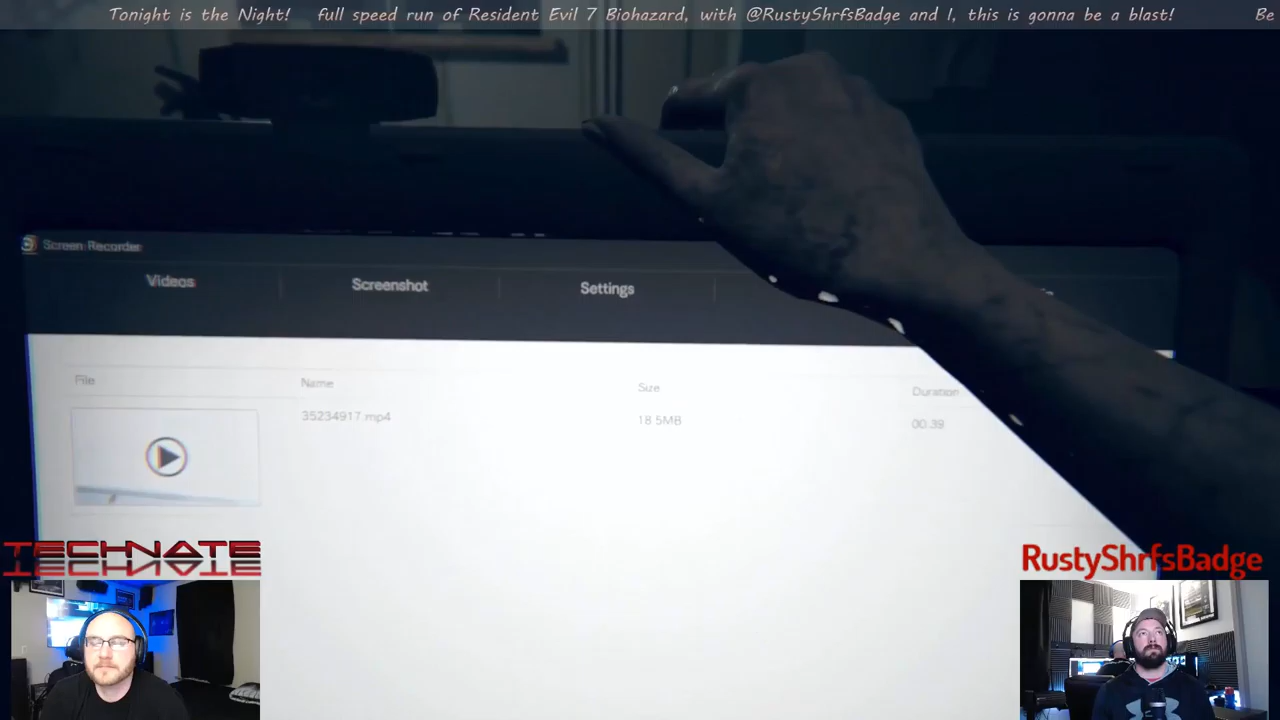 Tonight is the Night! full speed run of Resident Evil 7 Biohazard, with @RustyShrfsBadge and I, this is gonna be a blast! Be
Screen Recorder
Videos Screenshot Settings
File Name Size Duration
35234917.mp4 18.5MB 00:39
TECHNATE
RustyShrfsBadge